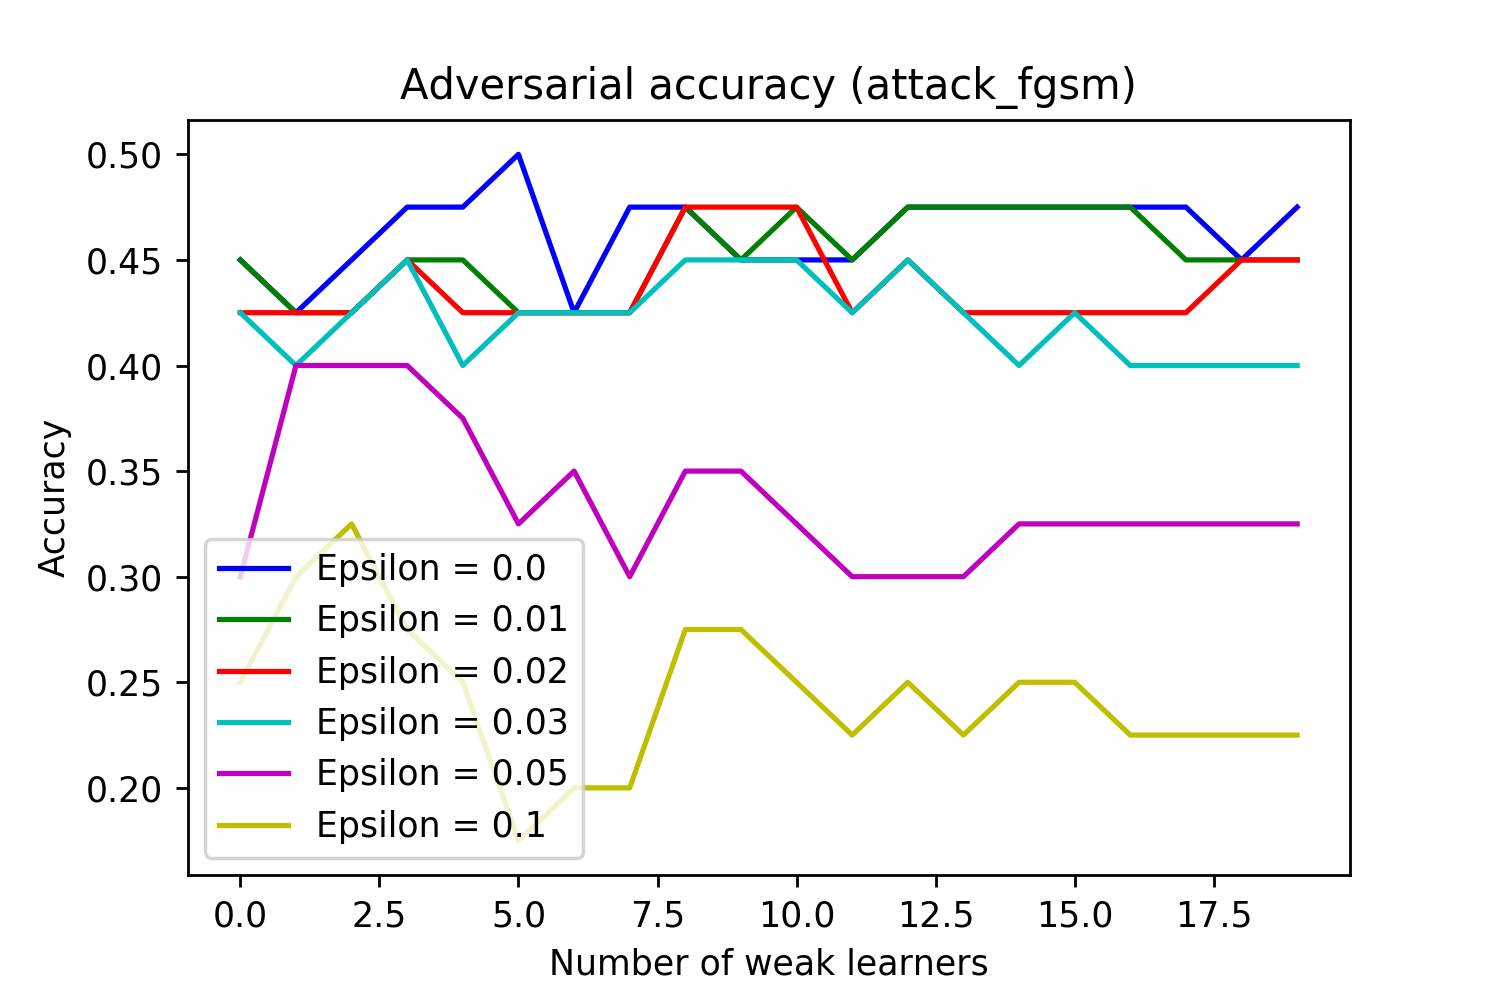 Adversarial accuracy (attack_fgsm)
0.50
0.45
0.40
0.35
0.30
0.25
0.20
Accuracy
Epsilon = 0.0
Epsilon = 0.01
Epsilon = 0.02
Epsilon = 0.03
Epsilon = 0.05
Epsilon = 0.1
0.0 2.5 5.0 7.5 10.0 12.5 15.0 17.5
Number of weak learners